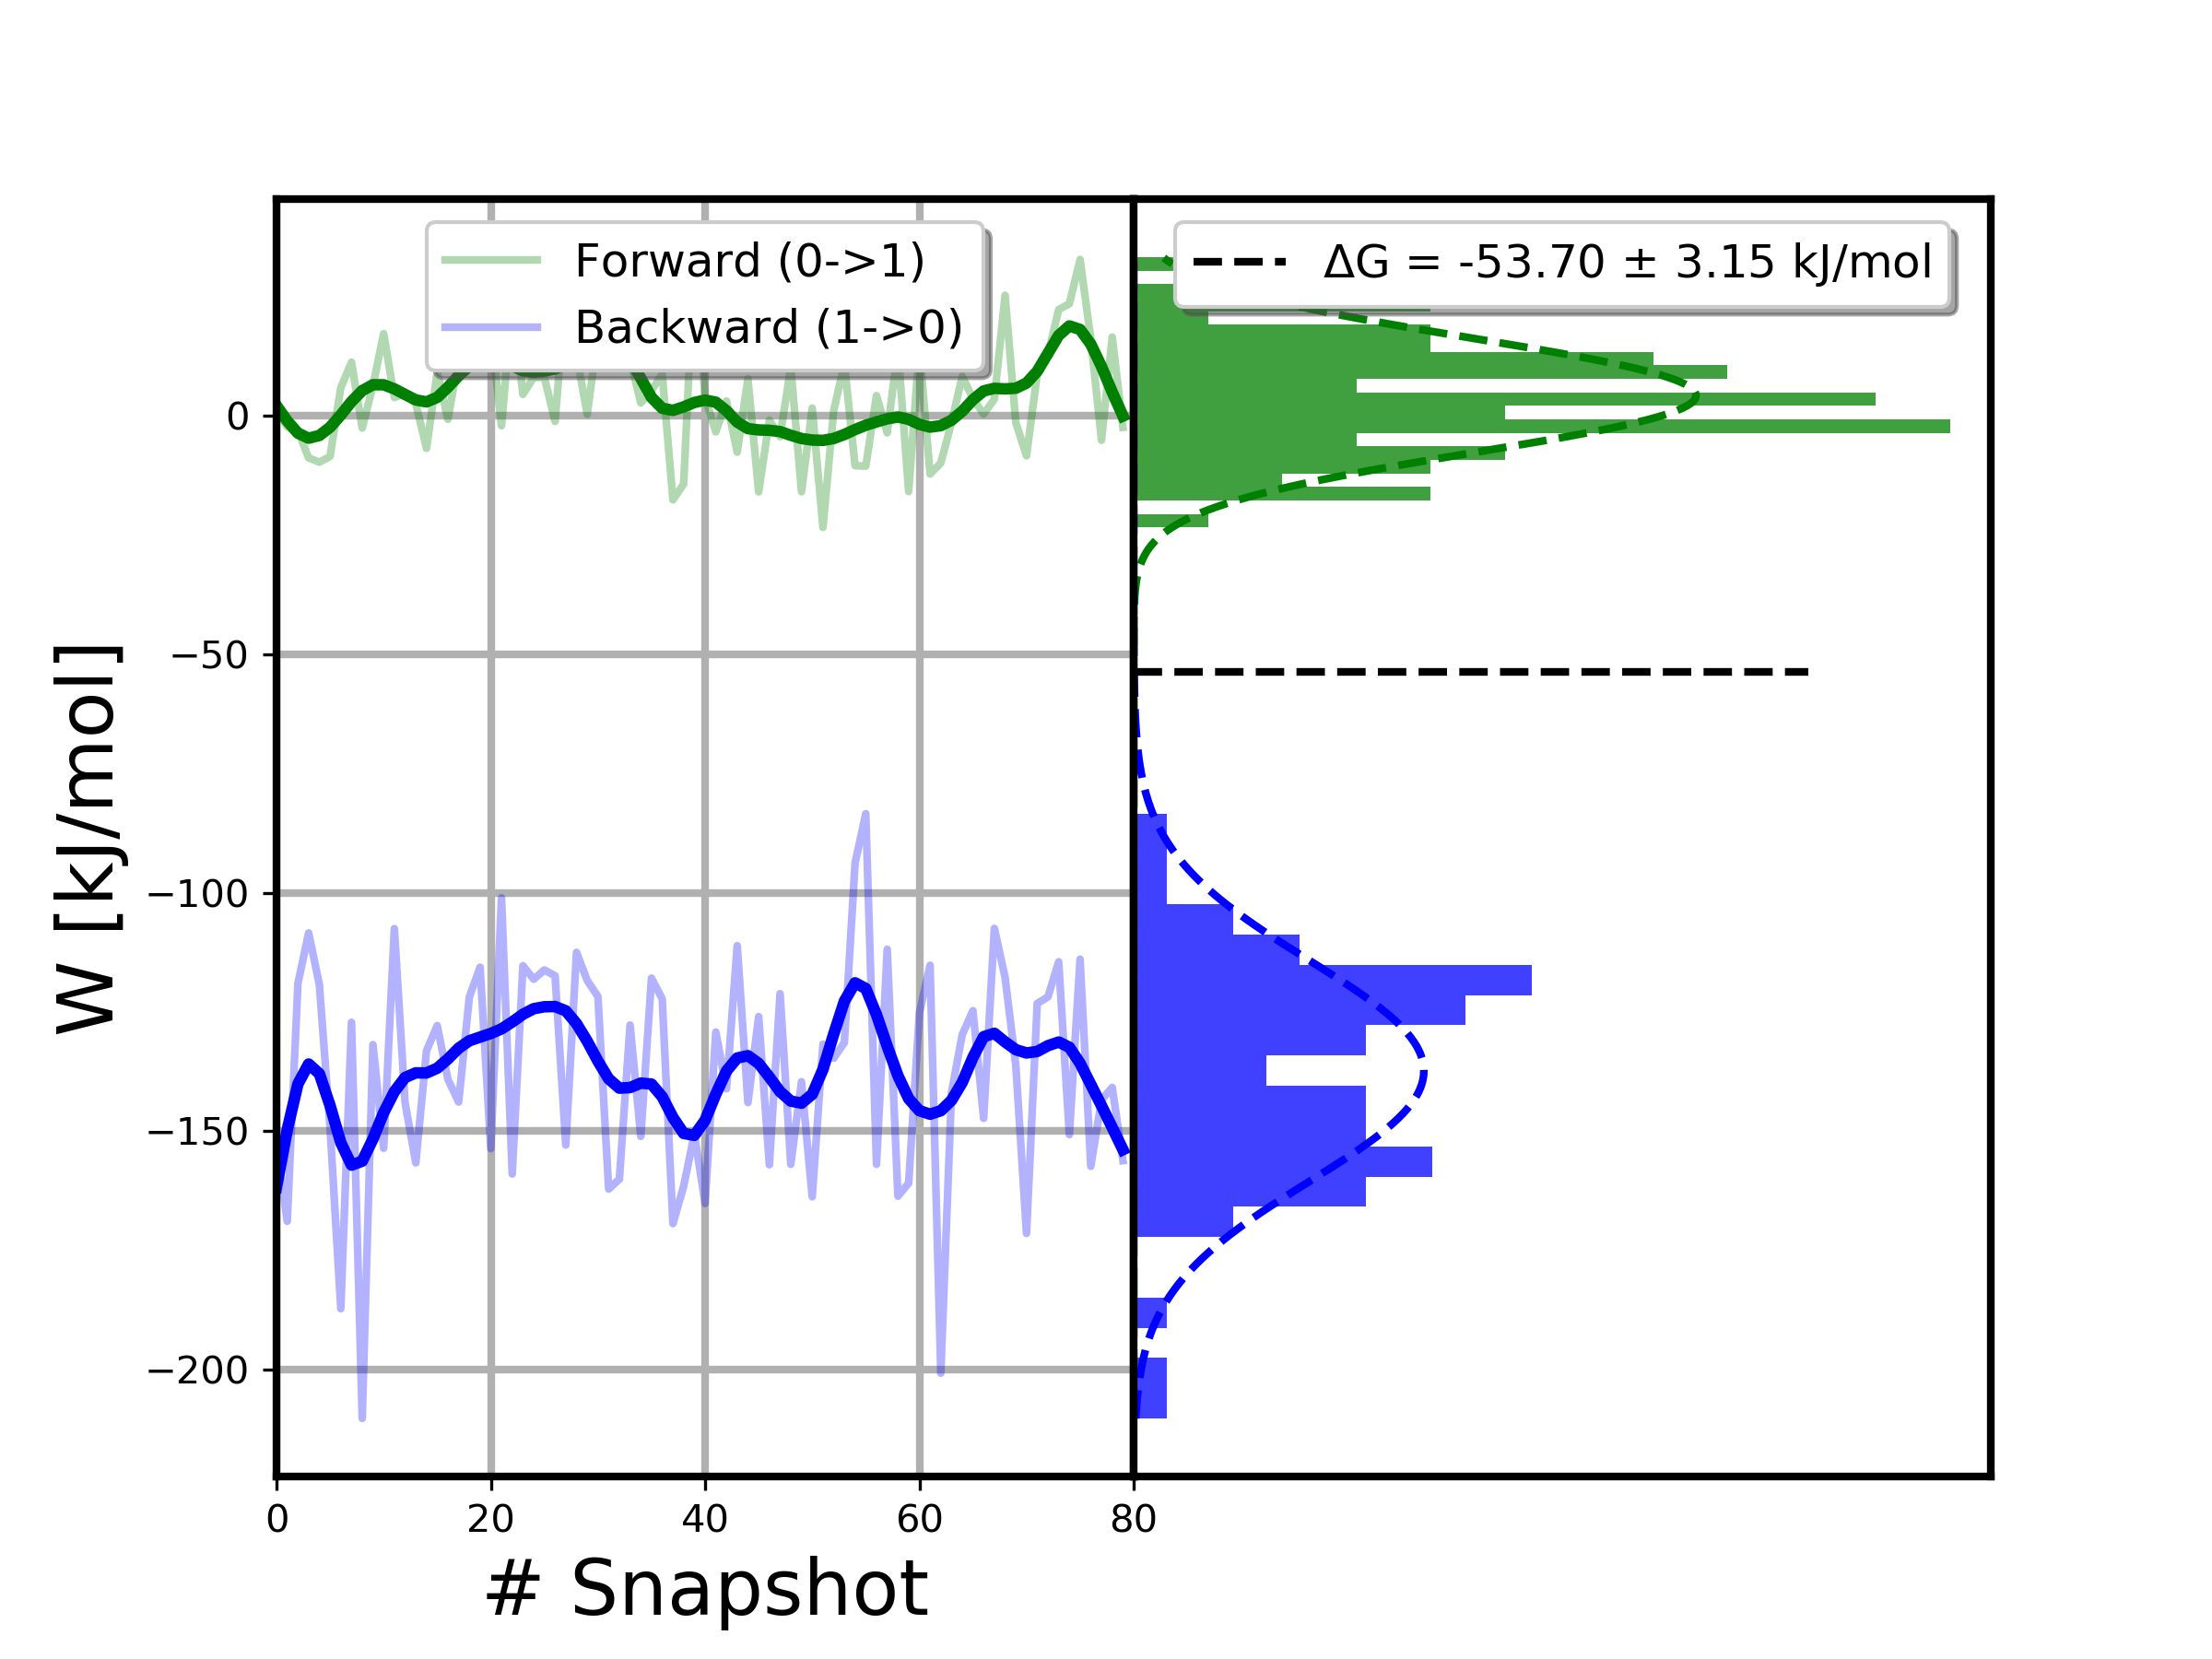 Forward (0->1)
Backward (1->0)
ΔG = -53.70 ± 3.15 kJ/mol
W [kJ/mol]
0
−50
−100
−150
−200
0 20 40 60 80
# Snapshot